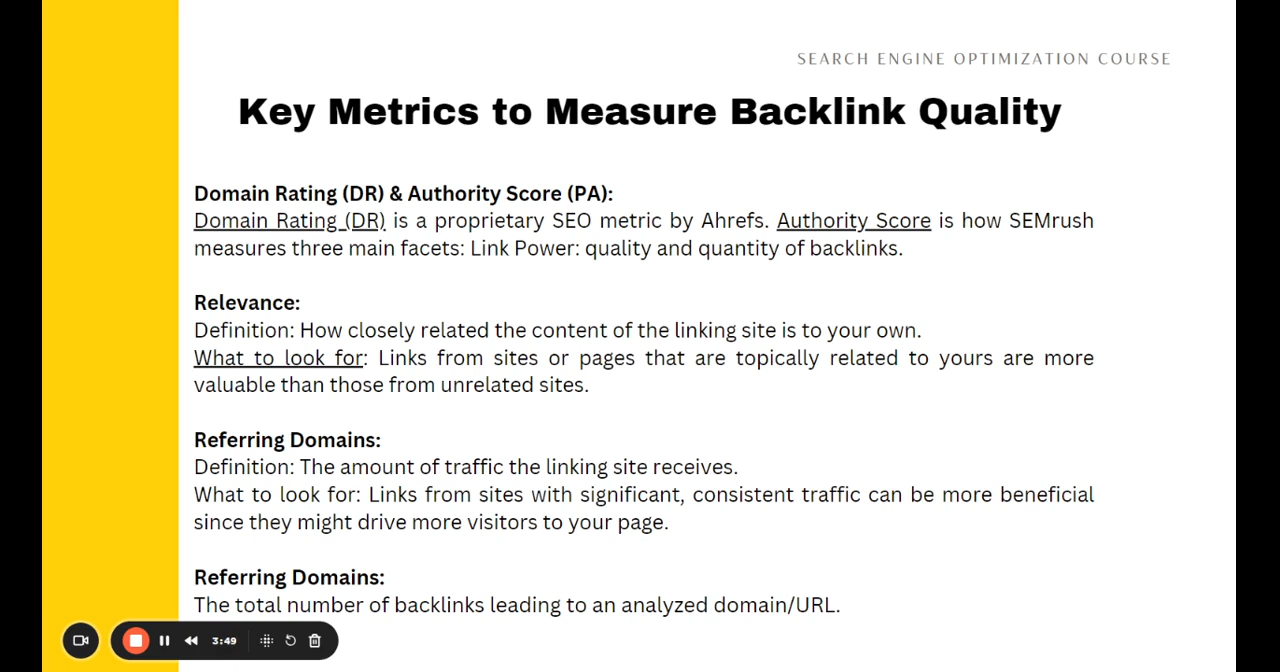 SEARCH ENGINE OPTIMIZATION COURSE
Key Metrics to Measure Backlink Quality
Domain Rating (DR) & Authority Score (PA):
Domain Rating (DR) is a proprietary SEO metric by Ahrefs. Authority Score is how SEMrush
measures three main facets: Link Power: quality and quantity of backlinks.
Relevance:
Definition: How closely related the content of the linking site is to your own.
What to look for: Links from sites or pages that are topically related to yours are more
valuable than those from unrelated sites.
Referring Domains:
Definition: The amount of traffic the linking site receives.
What to look for: Links from sites with significant, consistent traffic can be more beneficial
since they might drive more visitors to your page.
Referring Domains:
The total number of backlinks leading to an analyzed domain/URL.
3:49